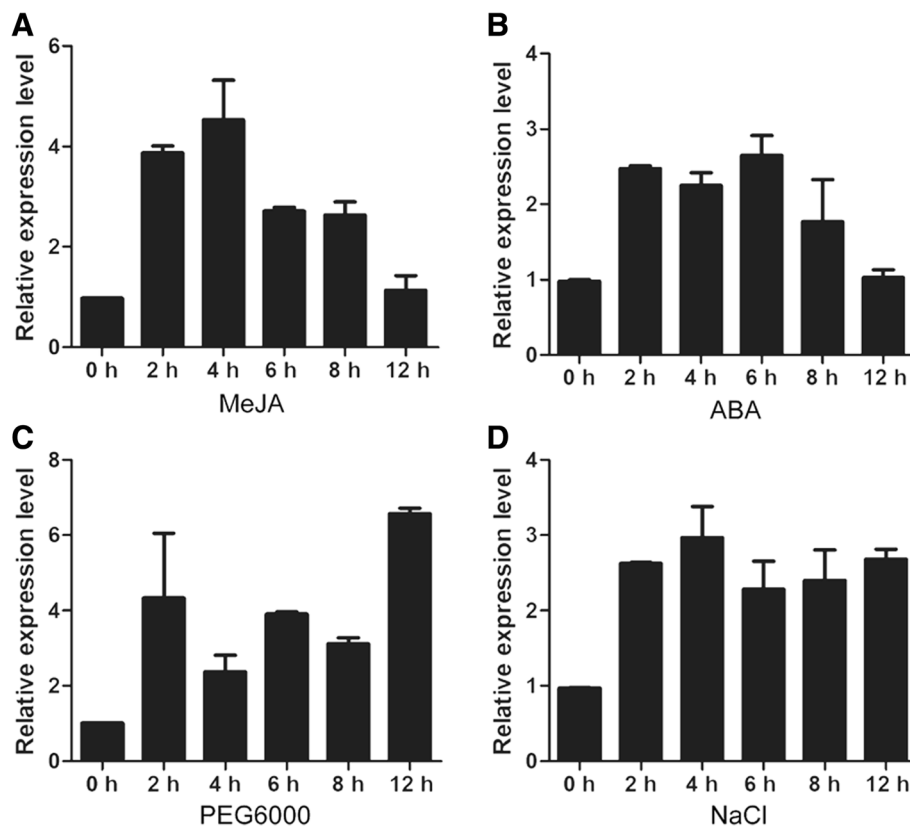 A
Relative expression level
6
4
2
0
0 h 2 h 4 h 6 h 8 h 12 h
MeJA
B
Relative expression level
4
3
2
1
0
0 h 2 h 4 h 6 h 8 h 12 h
ABA
C
Relative expression level
8
6
4
2
0
0 h 2 h 4 h 6 h 8 h 12 h
PEG6000
D
Relative expression level
4
3
2
1
0
0 h 2 h 4 h 6 h 8 h 12 h
NaCl